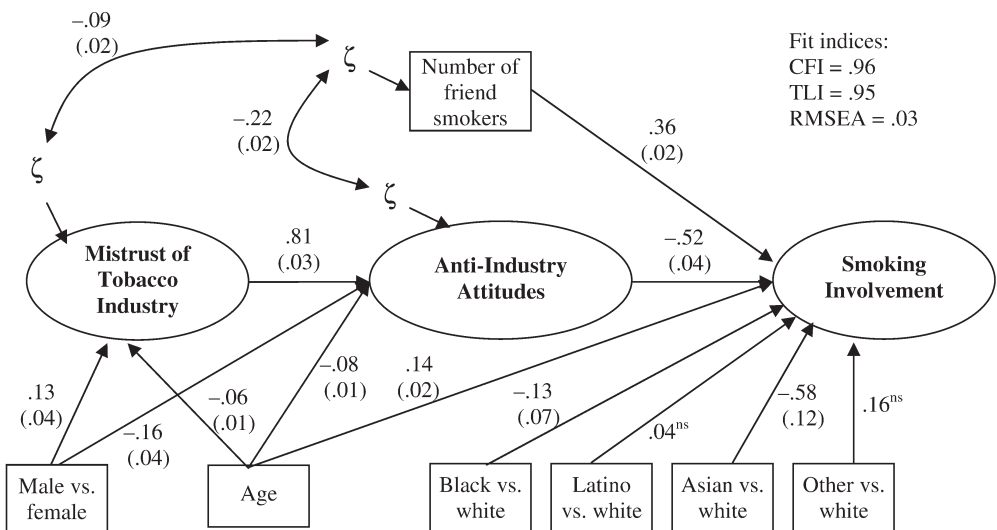 –.09
(.02)
ζ
Number of
friend
smokers
Fit indices:
CFI = .96
TLI = .95
RMSEA = .03
–.22
(.02)
.36
(.02)
ζ
ζ
Mistrust of
Tobacco
Industry
.81
(.03)
Anti-Industry
Attitudes
–.52
(.04)
Smoking
Involvement
.13
(.04)
–.16
(.04)
–.06
(.01)
–.08
(.01)
.14
(.02)
–.13
(.07)
.04ns
–.58
(.12)
.16ns
Male vs.
female
Age
Black vs.
white
Latino
vs. white
Asian vs.
white
Other vs.
white